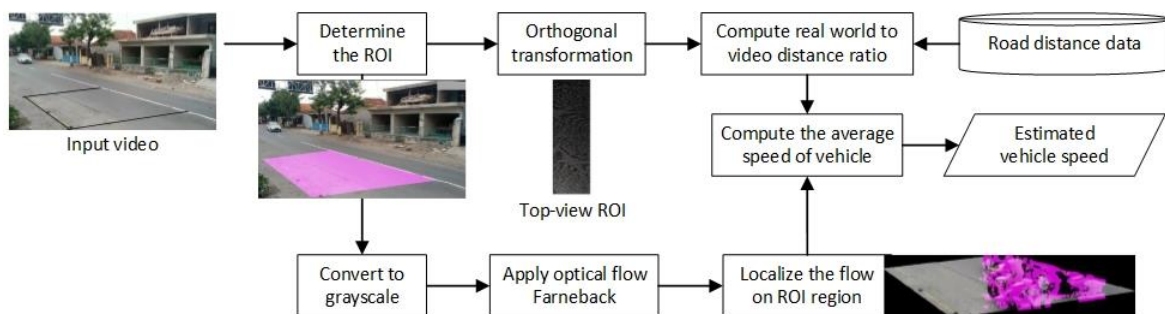 Input video
Determine
the ROI
Orthogonal
transformation
Top-view ROI
Compute real world to
video distance ratio
Road distance data
Compute the average
speed of vehicle
Estimated
vehicle speed
Convert to
grayscale
Apply optical flow
Farneback
Localize the flow
on ROI region